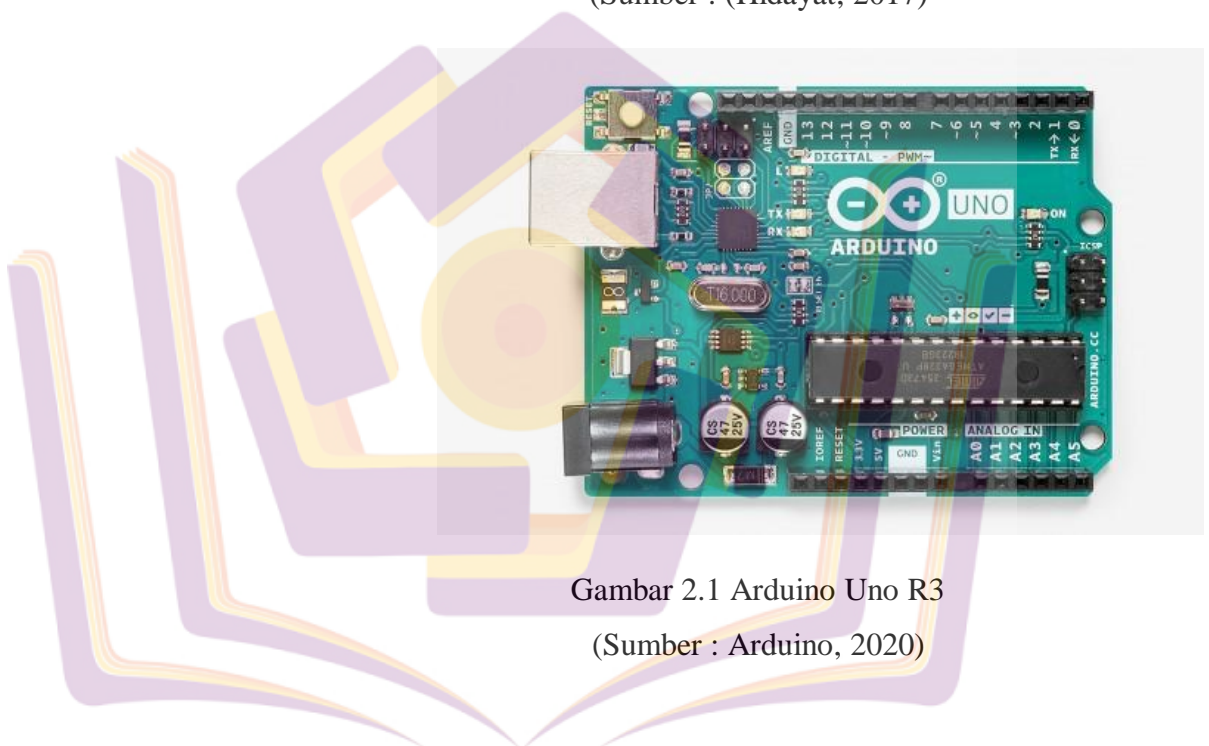 (Sumber : (Hidayat, 2017)
RESET
AREF
GND
13
12
~11
~10
~9
8
7
~6
~5
4
~3
2
TX→1
RX←0
DIGITAL - PWM~
L
TX
RX
UNO
ON
ARDUINO
ICSP
T16.000
ARDUINO.CC
CS
47
25V
CS
47
25V
IOREF
RESET
5V
GND
Vin
POWER
ANALOG IN
A0
A1
A2
A3
A4
A5
Gambar 2.1 Arduino Uno R3
(Sumber : Arduino, 2020)